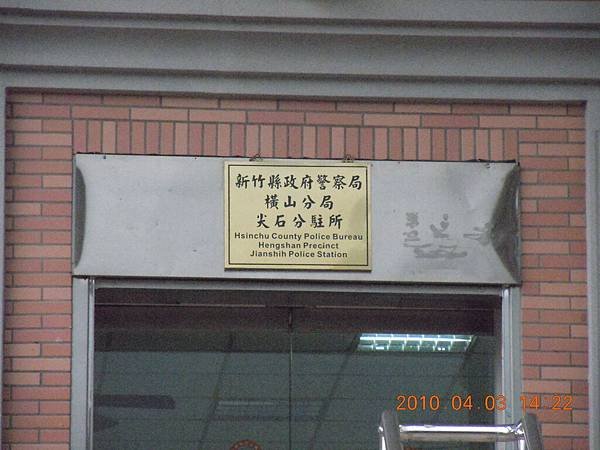 新竹縣政府警察局
橫山分局
尖石分駐所
Hsinchu County Police Bureau
Hengshan Precinct
Jianshih Police Station
2010 04 03 14:22